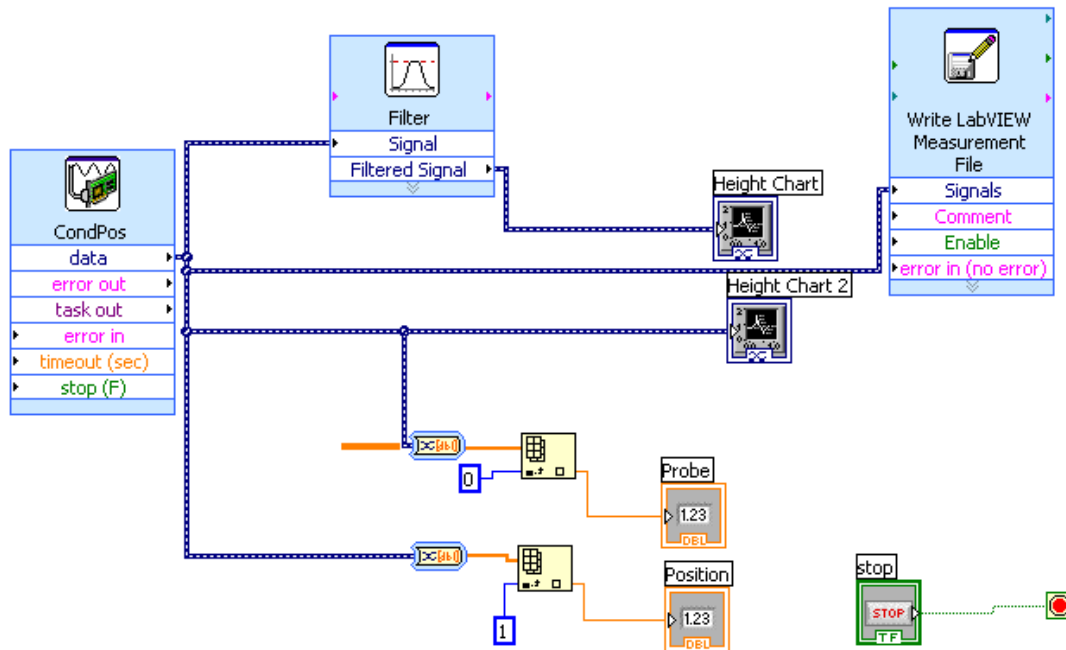 Filter
Signal
Filtered Signal
CondPos
data
error out
task out
error in
timeout (sec)
stop (F)
Write LabVIEW
Measurement
File
Signals
Comment
Enable
error in (no error)
Height Chart
Height Chart 2
0
Probe
1.23
DBL
1
Position
1.23
DBL
stop
STOP
TF